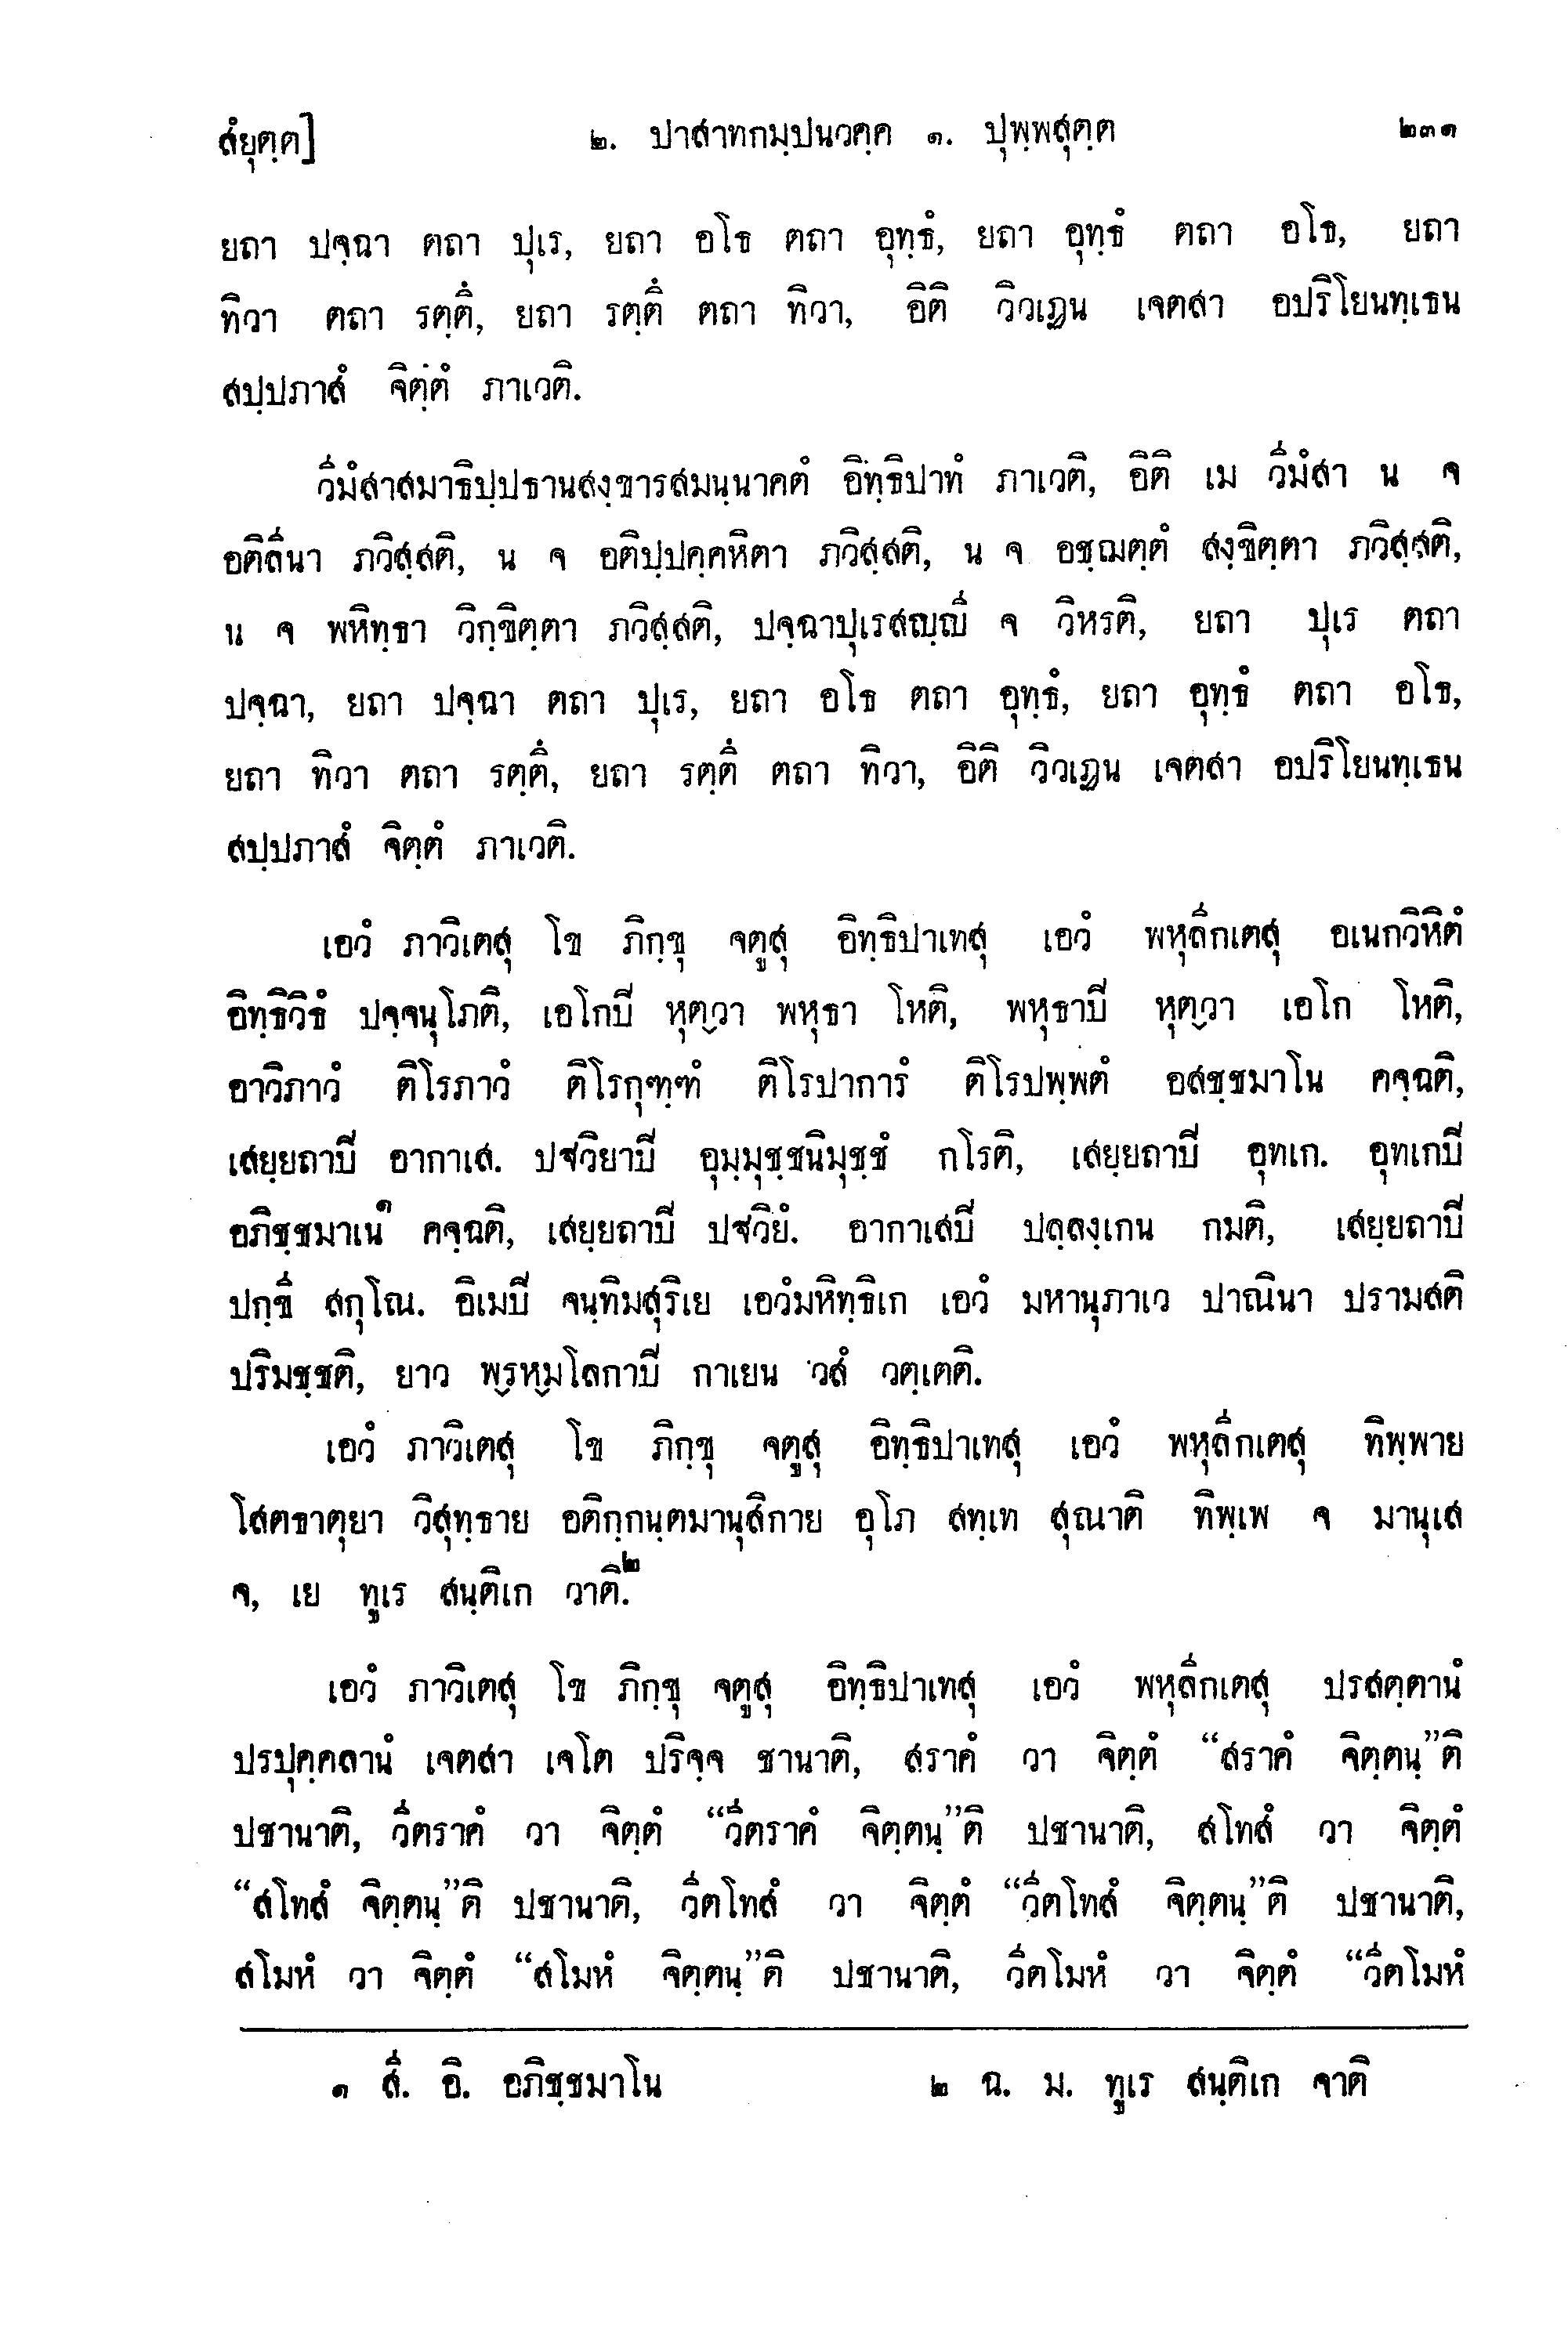 สํยุตฺต]
๒. ปาสาทกมฺปนวคฺค ๑. ปุพฺพสุตฺต
๒๓๑
ยถา ปจฺฉา ตถา ปุเร, ยถา อโธ ตถา อุทฺธํ, ยถา อุทฺธํ ตถา อโธ, ยถา
ทิวา ตถา รตฺตึ, ยถา รตฺตึ ตถา ทิวา, อิติ วิวเฏน เจตสา อปริโยนทฺเธน
สปฺปภาสํ จิตฺตํ ภาเวติ.
วีมํสาสมาธิปฺปธานสงฺขารสมนฺนาคตํ อิทฺธิปาทํ ภาเวติ, อิติ เม วีมํสา น จ
อติลีนา ภวิสฺสติ, น จ อติปฺปคฺคหิตา ภวิสฺสติ, น จ อชฺฌตฺตํ สงฺขิตฺตา ภวิสฺสติ,
น จ พหิทฺธา วิกฺขิตฺตา ภวิสฺสติ, ปจฺฉาปุเรสญฺญี จ วิหรติ, ยถา ปุเร ตถา
ปจฺฉา, ยถา ปจฺฉา ตถา ปุเร, ยถา อโธ ตถา อุทฺธํ, ยถา อุทฺธํ ตถา อโธ,
ยถา ทิวา ตถา รตฺตึ, ยถา รตฺตึ ตถา ทิวา, อิติ วิวเฏน เจตสา อปริโยนทฺเธน
สปฺปภาสํ จิตฺตํ ภาเวติ.
เอวํ ภาวิเตสุ โข ภิกฺขุ จตูสุ อิทฺธิปาเทสุ เอวํ พหุลีกเตสุ อเนกวิหิตํ
อิทฺธิวิธํ ปจฺจนุโภติ, เอโกปี หุตฺวา พหุธา โหติ, พหุธาปี หุตฺวา เอโก โหติ,
อาวิภาวํ ติโรภาวํ ติโรกุฑฺฑํ ติโรปาการํ ติโรปพฺพตํ อสชฺชมาโน คจฺฉติ,
เสยฺยถาปี อากาเส. ปฐวิยาปี อุมฺมุชฺชนิมุชฺชํ กโรติ, เสยฺยถาปี อุทเก. อุทเกปี
อภิชฺชมาเน๑ คจฺฉติ, เสยฺยถาปี ปฐวิยํ. อากาเสปี ปลฺลงฺเกน กมติ, เสยฺยถาปี
ปกฺขี สกุโณ. อิเมปี จนฺทิมสุริเย เอวํมหิทฺธิเก เอวํ มหานุภาเว ปาณินา ปรามสติ
ปริมชฺชติ, ยาว พฺรหฺมโลกาปี กาเยน วสํ วตฺเตติ.
เอวํ ภาวิเตสุ โข ภิกฺขุ จตูสุ อิทฺธิปาเทสุ เอวํ พหุลีกเตสุ ทิพฺพาย
โสตธาตุยา วิสุทฺธาย อติกฺกนฺตมานุสิกาย อุโภ สทฺเท สุณาติ ทิพฺเพ จ มานุเส
จ, เย ทูเร สนฺติเก วาติ.๒
เอวํ ภาวิเตสุ โข ภิกฺขุ จตูสุ อิทฺธิปาเทสุ เอวํ พหุลีกเตสุ ปรสตฺตานํ
ปรปุคฺคลานํ เจตสา เจโต ปริจฺจ ชานาติ, สราคํ วา จิตฺตํ “สราคํ จิตฺตนฺ”ติ
ปชานาติ, วีตราคํ วา จิตฺตํ “วีตราคํ จิตฺตนฺ”ติ ปชานาติ, สโทสํ วา จิตฺตํ
“สโทสํ จิตฺตนฺ”ติ ปชานาติ, วีตโทสํ วา จิตฺตํ “วีตโทสํ จิตฺตนฺ”ติ ปชานาติ,
สโมหํ วา จิตฺตํ “สโมหํ จิตฺตนฺ”ติ ปชานาติ, วีตโมหํ วา จิตฺตํ “วีตโมหํ
๑ สี. อิ. อภิชฺชมาโน
๒ ฉ. ม. ทูเร สนฺติเก จาติ